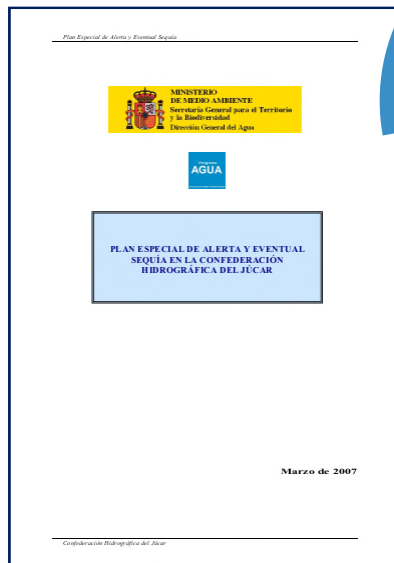 Plan Especial de Alerta y Eventual Sequía
MINISTERIO
DE MEDIO AMBIENTE
Secretaría General para el Territorio
y la Biodiversidad
Dirección General del Agua
Programa
AGUA
PLAN ESPECIAL DE ALERTA Y EVENTUAL
SEQUÍA EN LA CONFEDERACIÓN
HIDROGRÁFICA DEL JÚCAR
Marzo de 2007
Confederación Hidrográfica del Júcar